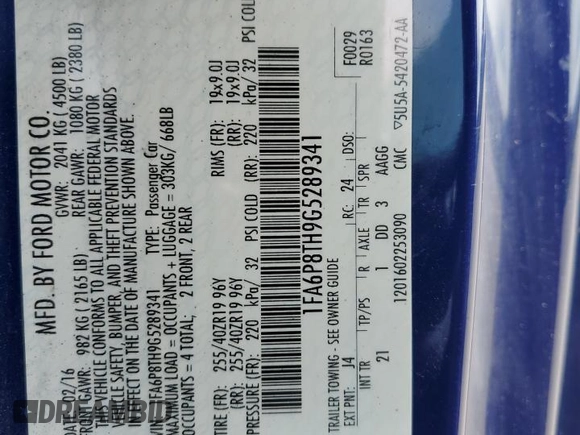 MFD. BY FORD MOTOR CO.
02/16 GVWR: 2041 KG ( 4500 LB)
FRONT GAWR: 982 KG ( 2165 LB) REAR GAWR: 1080 KG ( 2380 LB)
THIS VEHICLE CONFORMS TO ALL APPLICABLE FEDERAL MOTOR
VEHICLE SAFETY, BUMPER, AND THEFT PREVENTION STANDARDS
IN EFFECT ON THE DATE OF MANUFACTURE SHOWN ABOVE.
VIN: 1FA6P8TH9G5289341 TYPE: Passenger Car
MAXIMUM LOAD = OCCUPANTS + LUGGAGE = 303KG/ 668LB
OCCUPANTS = 4 TOTAL; 2 FRONT, 2 REAR
TIRE (FR): 255/40ZR19 96Y RIMS (FR): 19x9.0J
(RR): 255/40ZR19 96Y (RR): 19x9.0J
PRESSURE (FR): 220 kPa/ 32 PSI COLD (RR): 220 kPa/ 32 PSI COLD
1FA6P8TH9G5289341
F0029
R0163
TRAILER TOWING - SEE OWNER GUIDE
EXT PNT: J4 RC: 24 DSO:
INT TR TP/PS R AXLE TR SPR
21 1 DD 3 AAGG
1201602253090 CMC
▽5U5A-5420472-AA
DREAMBID